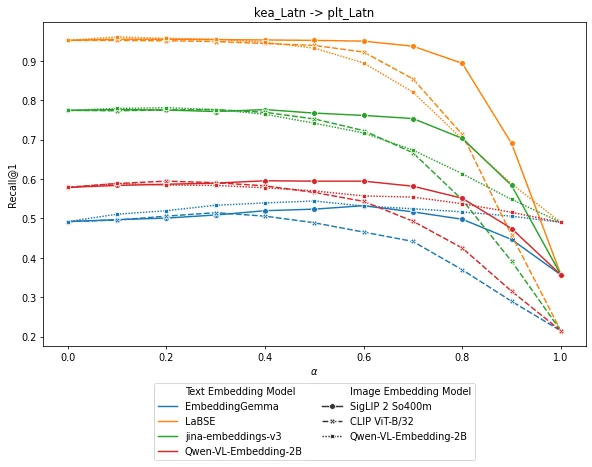 kea_Latn -> plt_Latn
Recall@1
0.9
0.8
0.7
0.6
0.5
0.4
0.3
0.2
0.0 0.2 0.4 0.6 0.8 1.0
α
Text Embedding Model Image Embedding Model
EmbeddingGemma SigLIP 2 So400m
LaBSE CLIP ViT-B/32
jina-embeddings-v3 Qwen-VL-Embedding-2B
Qwen-VL-Embedding-2B